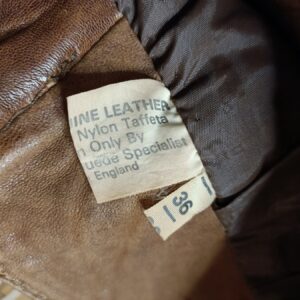 INE LEATHER
Nylon Taffeta
Only By
uede Specialist
England
36